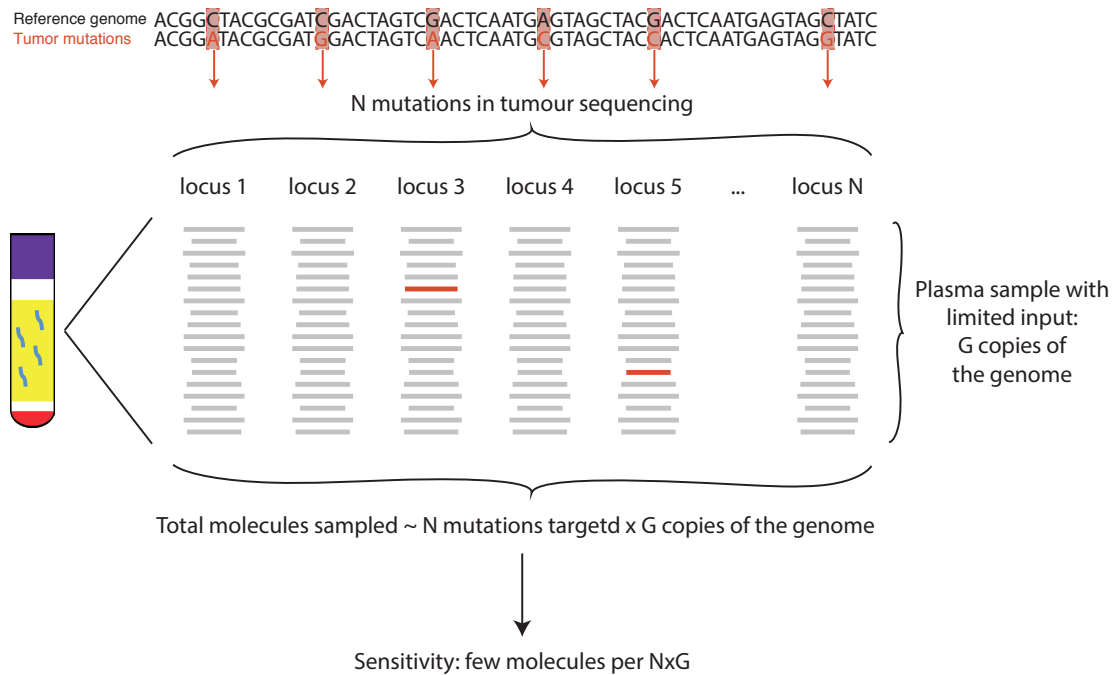 Reference genome ACGGCTACGCGATCGACTAGTCGACTCAATGAGTAGCTACGACTCAATGAGTAGCTATC
Tumor mutations ACGGATACGCGATGGACTAGTCAACTCAATGCGTAGCTACCACTCAATGAGTAGGTATC
N mutations in tumour sequencing
locus 1 locus 2 locus 3 locus 4 locus 5 ... locus N
Plasma sample with
limited input:
G copies of
the genome
Total molecules sampled ~ N mutations targetd x G copies of the genome
Sensitivity: few molecules per NxG